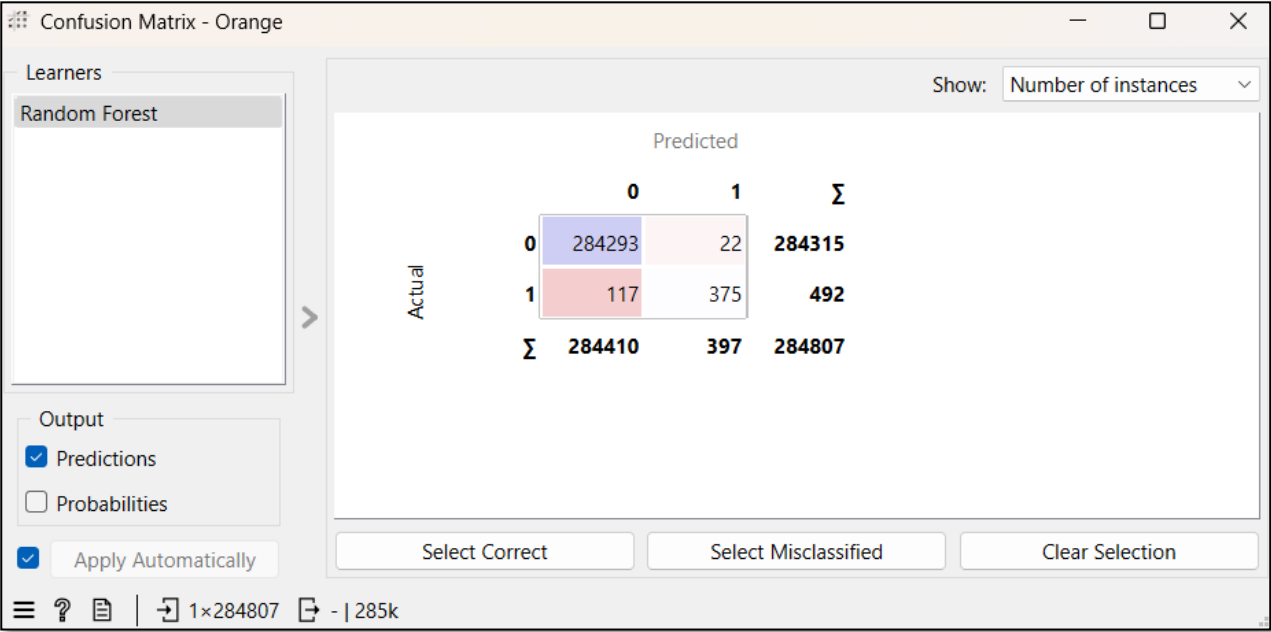 Confusion Matrix - Orange
Learners
Random Forest
Show: Number of instances
Predicted
0 1 Σ
0 284293 22 284315
Actual
1 117 375 492
Σ 284410 397 284807
Output
Predictions
Probabilities
Apply Automatically
Select Correct Select Misclassified Clear Selection
1×284807 - | 285k